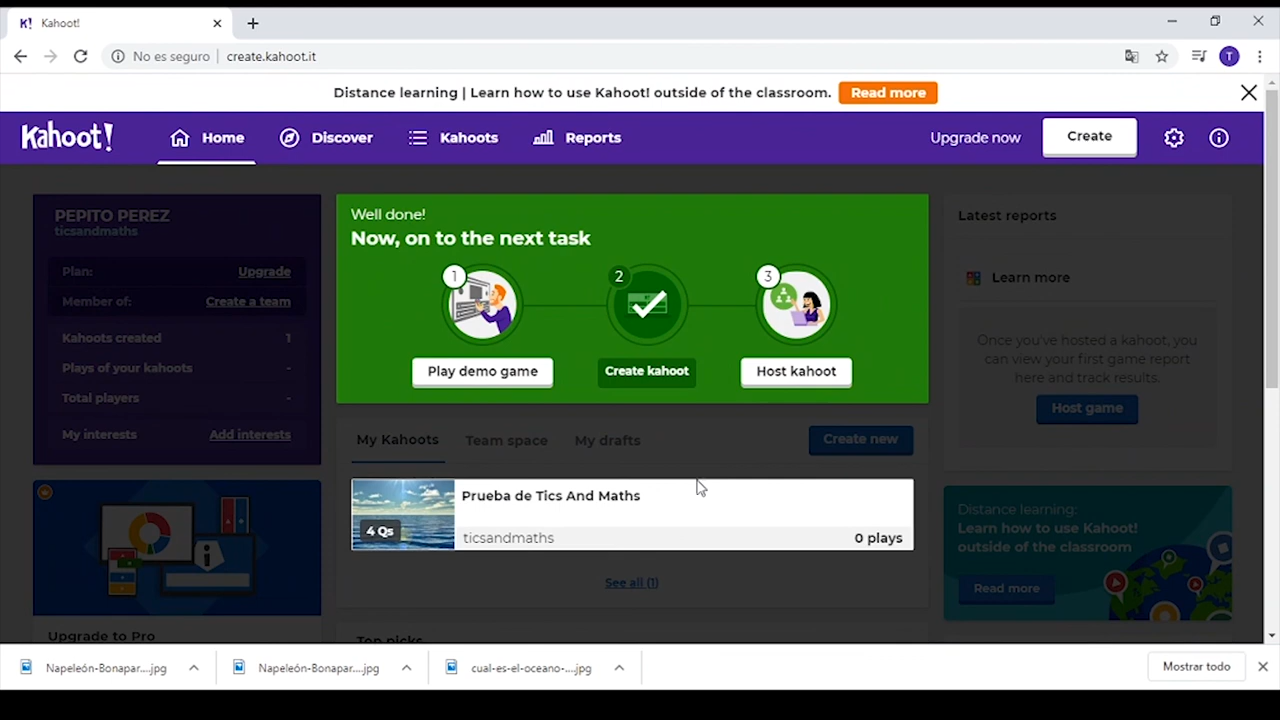 Kahoot!
No es seguro
create.kahoot.it
T
Distance learning | Learn how to use Kahoot! outside of the classroom.
Read more
Kahoot!
Home
Discover
Kahoots
Reports
Upgrade now
Create
PEPITO PEREZ
ticsandmaths
Plan:
Upgrade
Member of:
Create a team
Kahoots created
1
Plays of your kahoots
-
Total players
-
My interests
Add interests
Upgrade to Pro
Well done!
Now, on to the next task
1
2
3
Play demo game
Create kahoot
Host kahoot
My Kahoots
Team space
My drafts
Create new
Prueba de Tics And Maths
4 Qs
ticsandmaths
0 plays
See all (1)
Top picks
Latest reports
Learn more
Once you've hosted a kahoot, you
can view your first game report
here and track results.
Host game
Distance learning:
Learn how to use Kahoot!
outside of the classroom
Read more
Napeleón-Bonapar....jpg
Napeleón-Bonapar....jpg
cual-es-el-oceano-....jpg
Mostrar todo